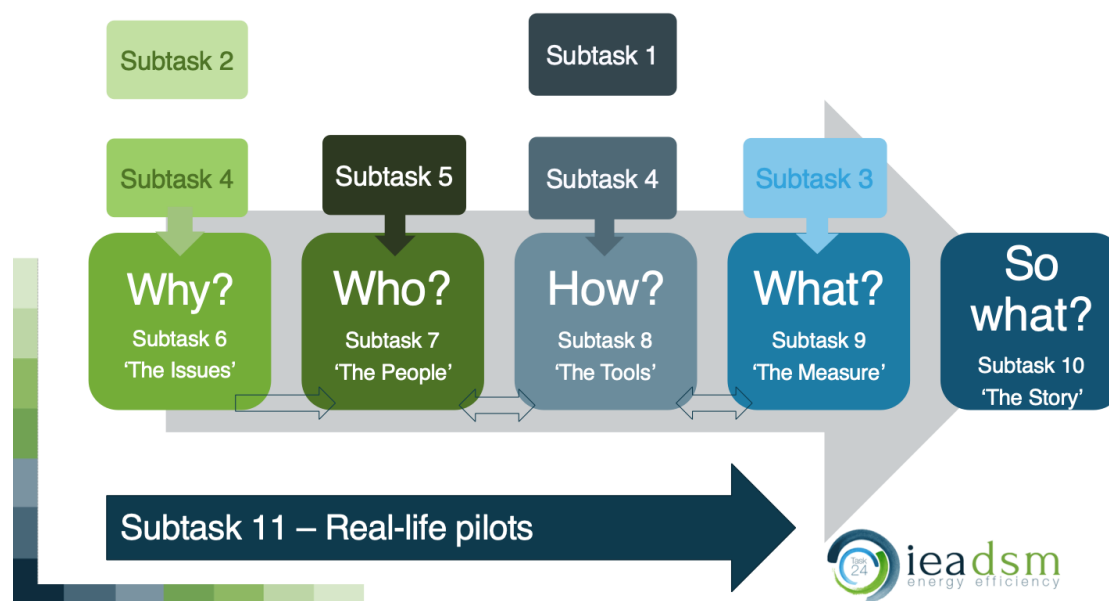 Subtask 2
Subtask 1
Subtask 4
Subtask 5
Subtask 4
Subtask 3
Why?
Subtask 6
‘The Issues’
Who?
Subtask 7
‘The People’
How?
Subtask 8
‘The Tools’
What?
Subtask 9
‘The Measure’
So
what?
Subtask 10
‘The Story’
Subtask 11 – Real-life pilots
Task
24
ieadsm
energy efficiency